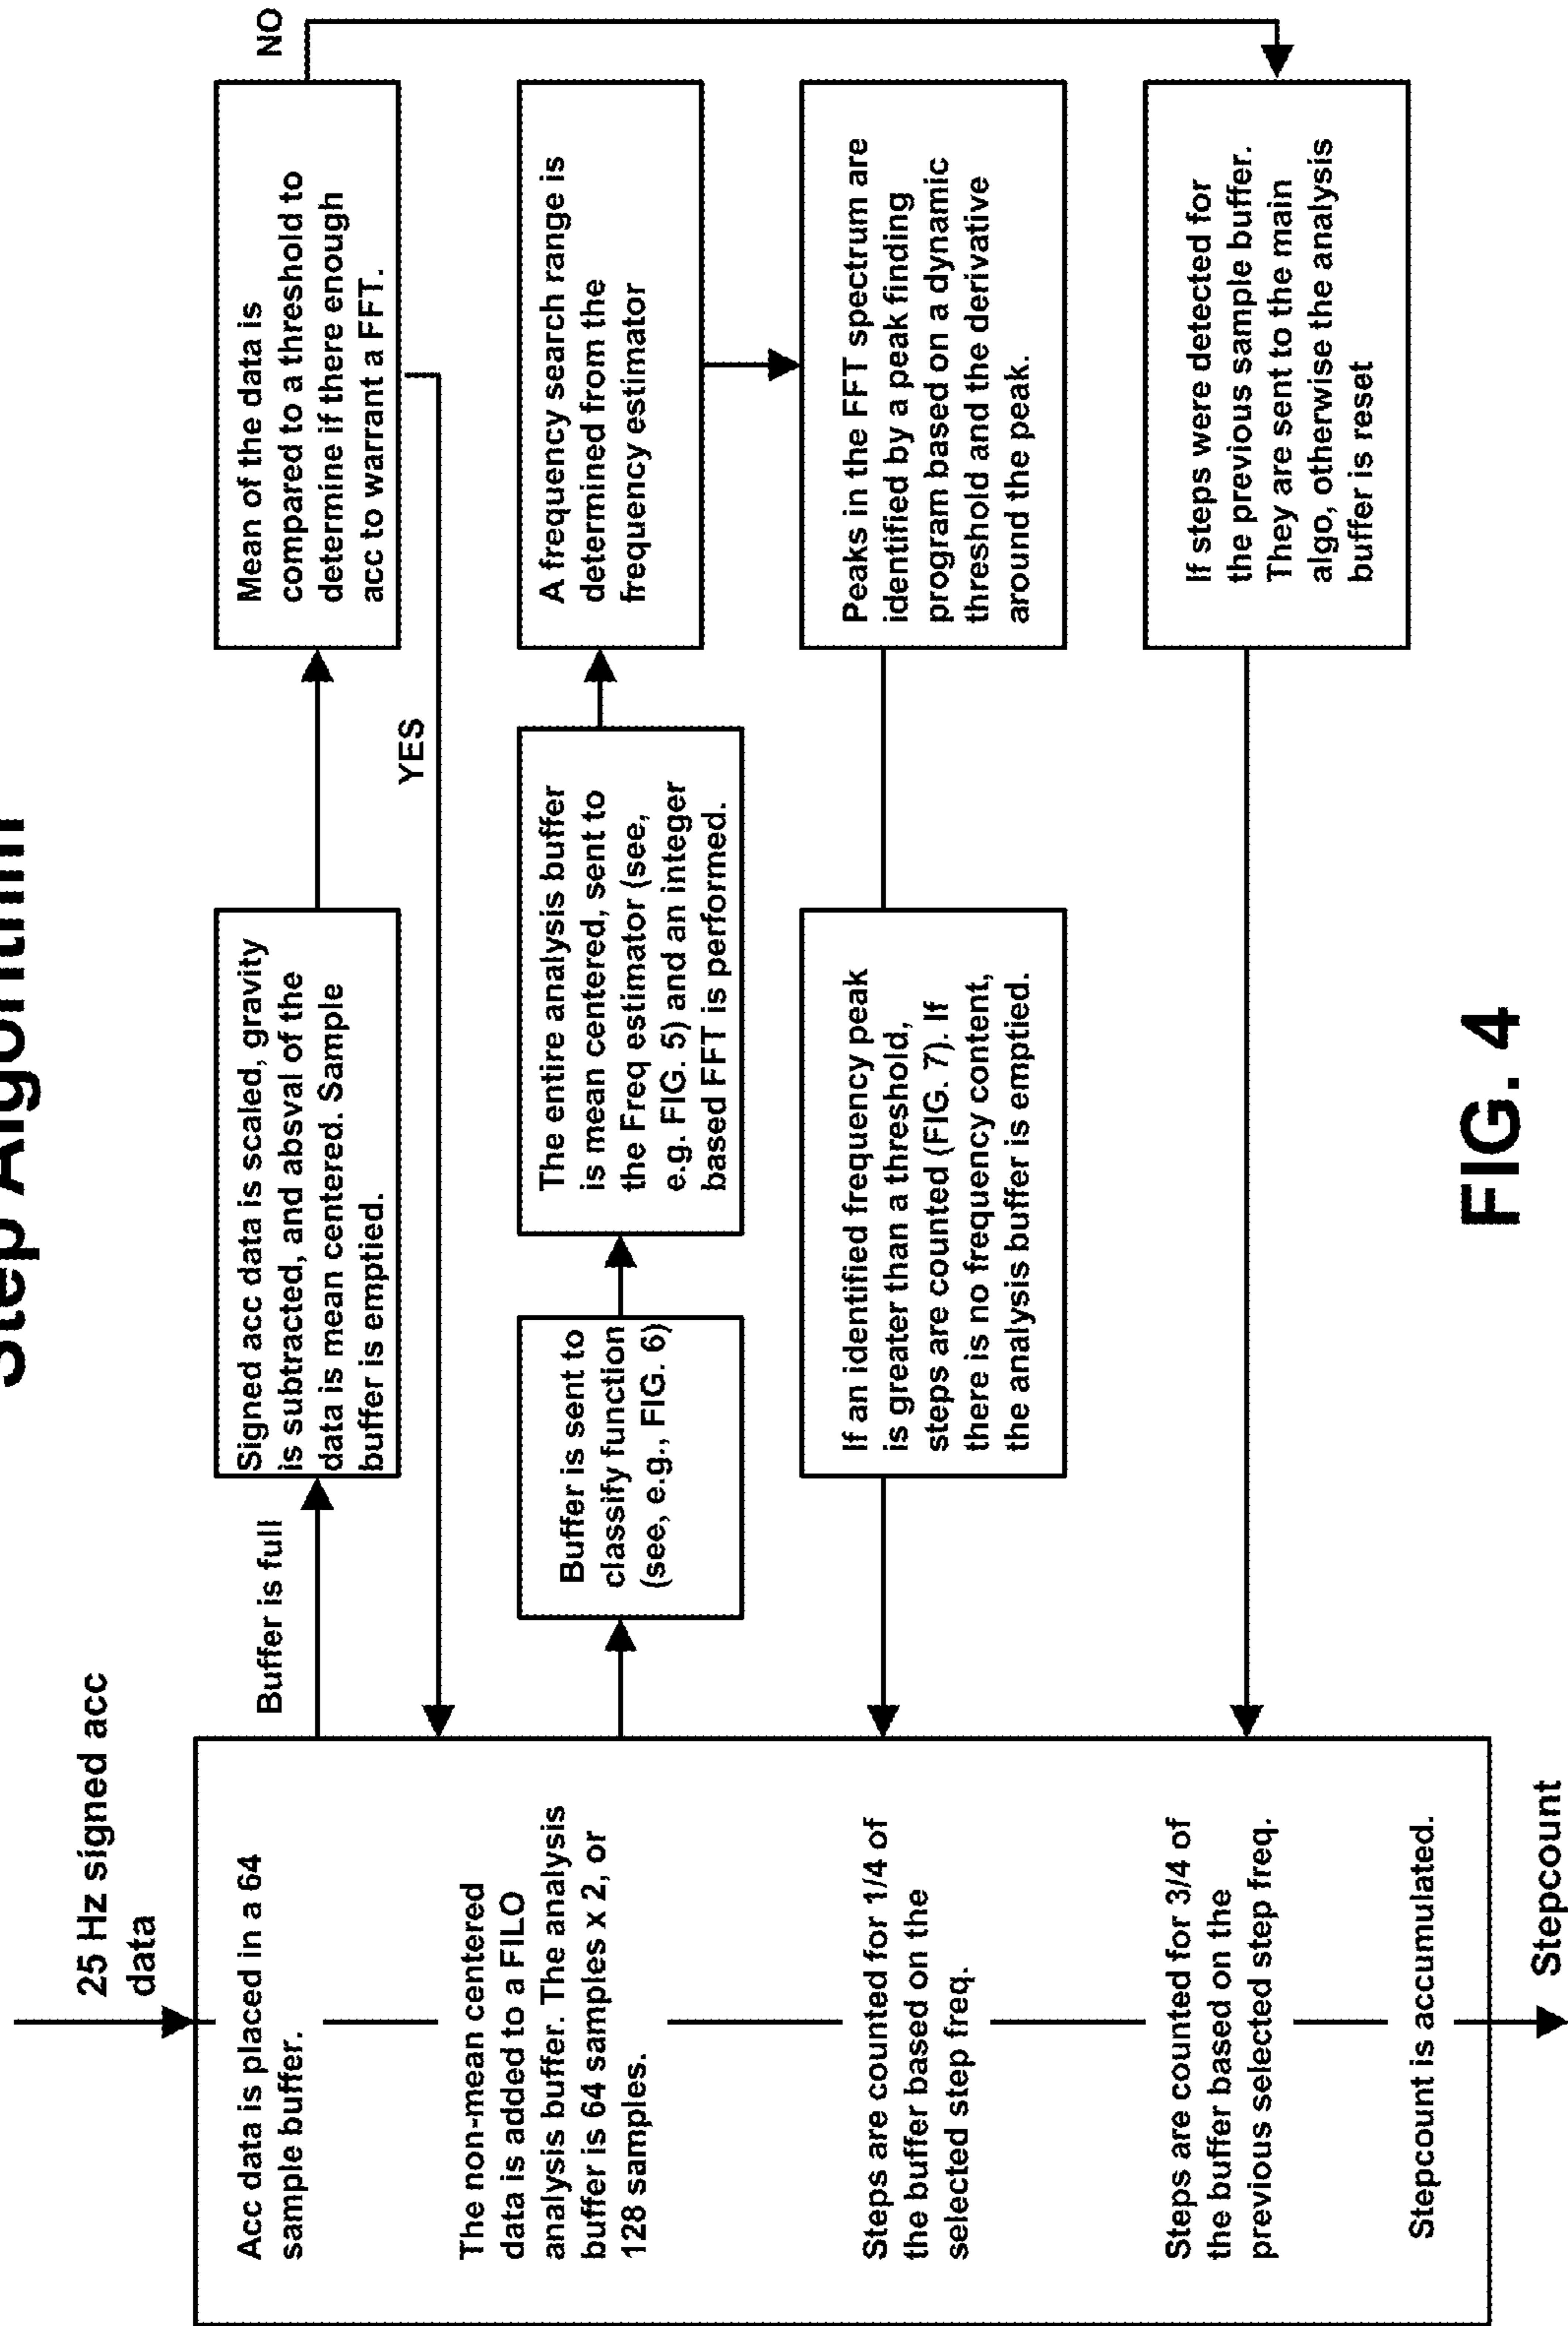 Step Algorithm
25 Hz signed acc
data
Acc data is placed in a 64
sample buffer.
The non-mean centered
data is added to a FILO
analysis buffer. The analysis
buffer is 64 samples x 2, or
128 samples.
Steps are counted for 1/4 of
the buffer based on the
selected step freq.
Steps are counted for 3/4 of
the buffer based on the
previous selected step freq.
Stepcount is accumulated.
Stepcount
Buffer is full
Signed acc data is scaled, gravity
is subtracted, and absval of the
data is mean centered. Sample
buffer is emptied.
Mean of the data is
compared to a threshold to
determine if there enough
acc to warrant a FFT.
NO
YES
Buffer is sent to
classify function
(see, e.g., FIG. 6)
The entire analysis buffer
is mean centered, sent to
the Freq estimator (see,
e.g. FIG. 5) and an integer
based FFT is performed.
A frequency search range is
determined from the
frequency estimator
Peaks in the FFT spectrum are
identified by a peak finding
program based on a dynamic
threshold and the derivative
around the peak.
If an identified frequency peak
is greater than a threshold,
steps are counted (FIG. 7). If
there is no frequency content,
the analysis buffer is emptied.
If steps were detected for
the previous sample buffer.
They are sent to the main
algo, otherwise the analysis
buffer is reset
FIG. 4